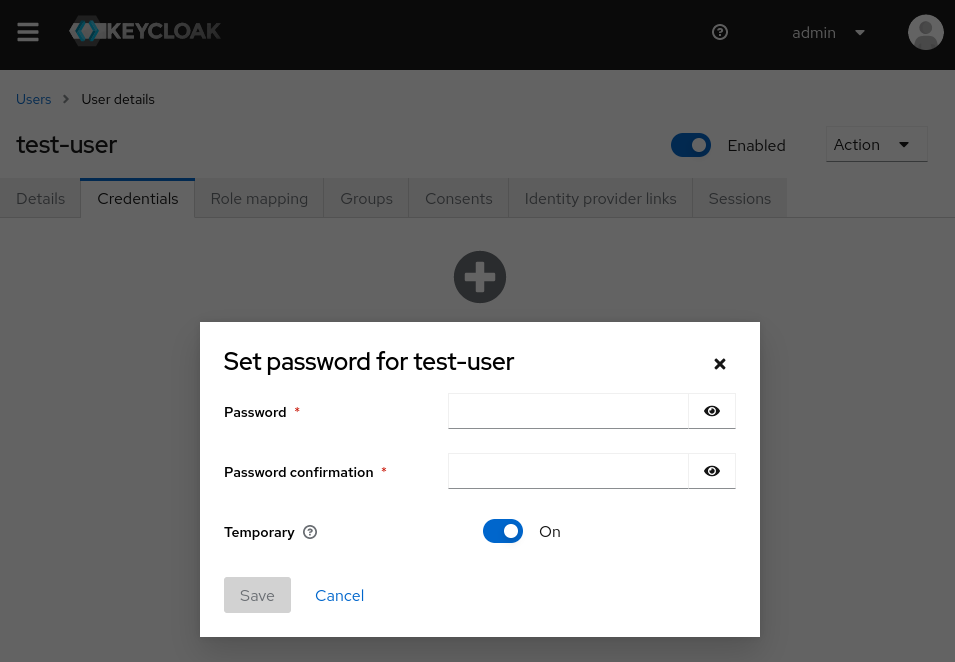 KEYCLOAK
admin
Users > User details
test-user
Enabled
Action
Details Credentials Role mapping Groups Consents Identity provider links Sessions
Set password for test-user
Password *
Password confirmation *
Temporary
On
Save Cancel